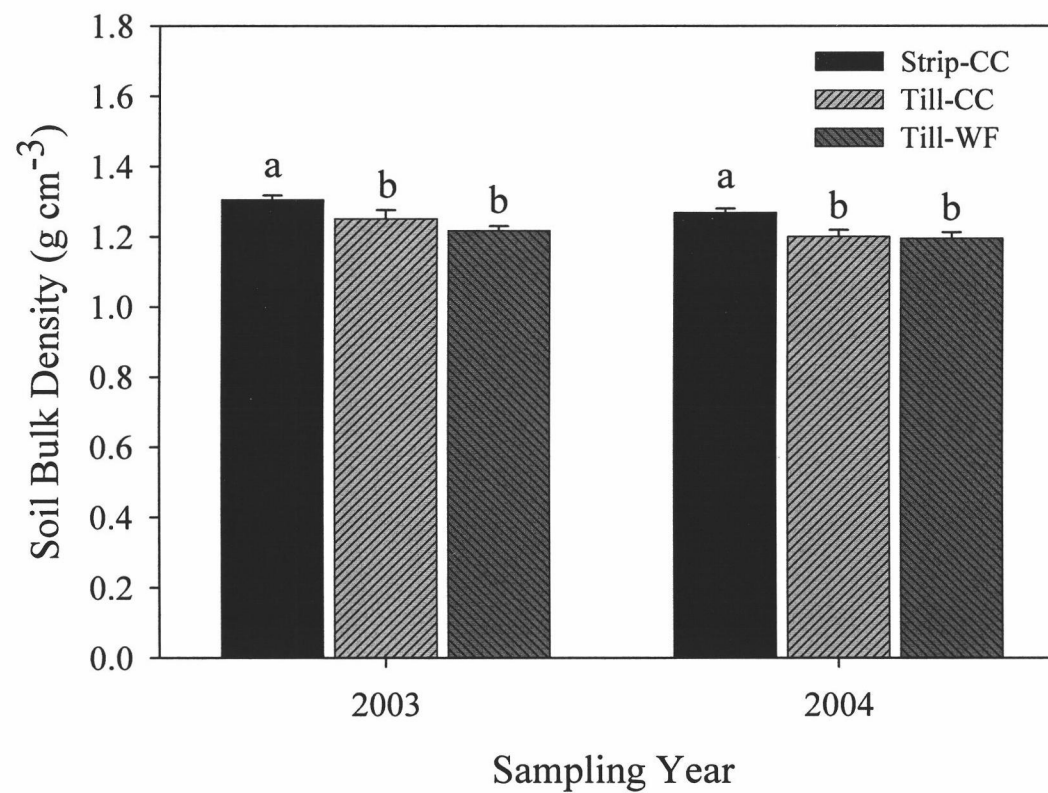 Soil Bulk Density (g cm⁻³)
1.8
1.6
1.4
1.2
1.0
0.8
0.6
0.4
0.2
0.0
Strip-CC
Till-CC
Till-WF
a
b
b
a
b
b
2003
2004
Sampling Year